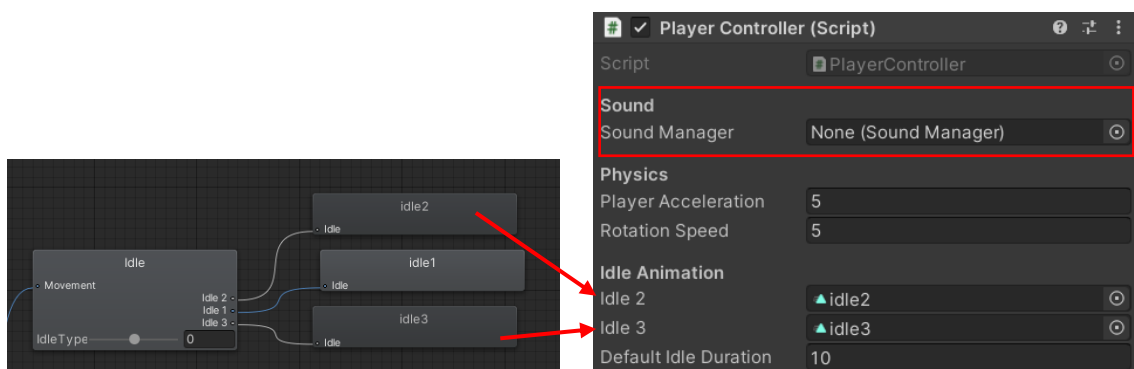 Player Controller (Script)
Script PlayerController
Sound
Sound Manager None (Sound Manager)
Physics
Player Acceleration 5
Rotation Speed 5
Idle Animation
Idle 2 idle2
Idle 3 idle3
Default Idle Duration 10
idle2
Idle
Idle
Movement
Idle 2
Idle 1
Idle 3
IdleType 0
idle1
Idle
idle3
Idle